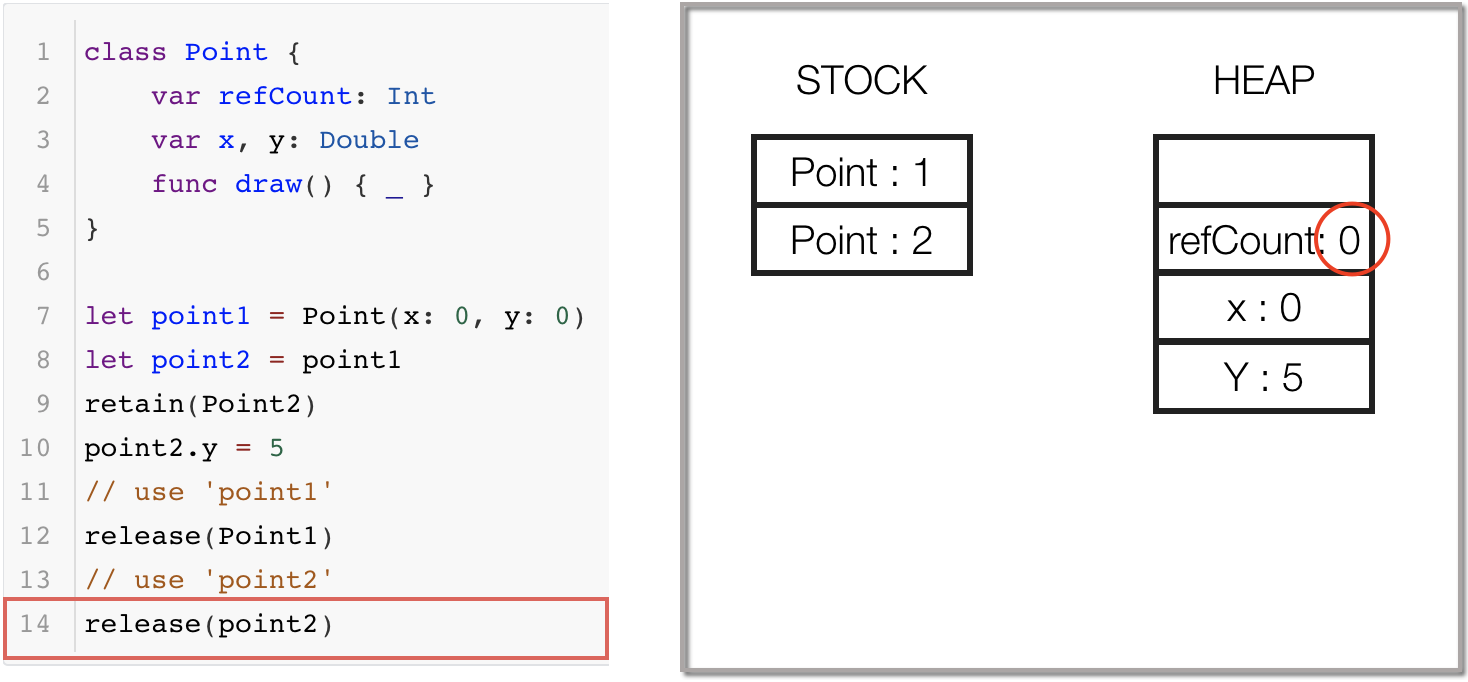 1 class Point {
2     var refCount: Int
3     var x, y: Double
4     func draw() { _ }
5 }
6
7 let point1 = Point(x: 0, y: 0)
8 let point2 = point1
9 retain(Point2)
10 point2.y = 5
11 // use 'point1'
12 release(Point1)
13 // use 'point2'
14 release(point2)
STOCK
Point : 1
Point : 2
HEAP
refCount: 0
x : 0
Y : 5